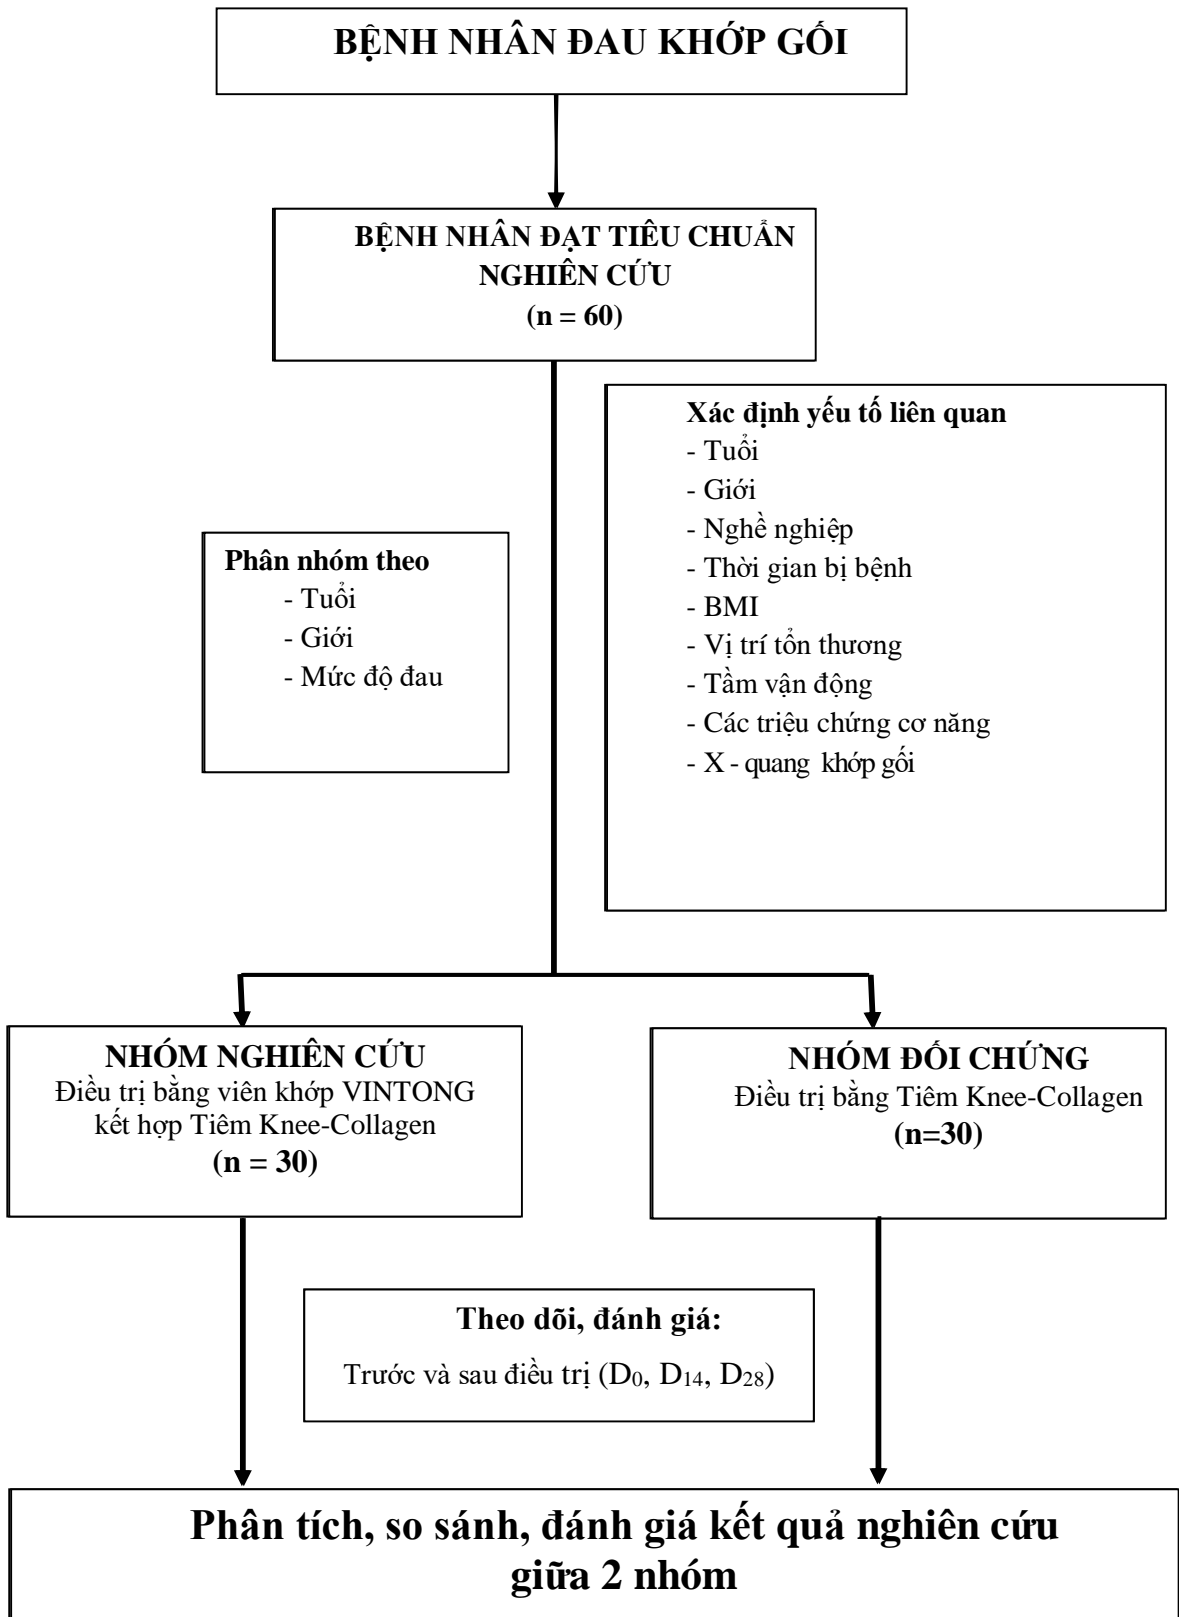 BỆNH NHÂN ĐAU KHỚP GỐI
BỆNH NHÂN ĐẠT TIÊU CHUẨN
NGHIÊN CỨU
(n = 60)
Xác định yếu tố liên quan
- Tuổi
- Giới
- Nghề nghiệp
- Thời gian bị bệnh
- BMI
- Vị trí tổn thương
- Tầm vận động
- Các triệu chứng cơ năng
- X - quang khớp gối
Phân nhóm theo
- Tuổi
- Giới
- Mức độ đau
NHÓM NGHIÊN CỨU
Điều trị bằng viên khớp VINTONG
kết hợp Tiêm Knee-Collagen
(n = 30)
NHÓM ĐỐI CHỨNG
Điều trị bằng Tiêm Knee-Collagen
(n=30)
Theo dõi, đánh giá:
Trước và sau điều trị (D0, D14, D28)
Phân tích, so sánh, đánh giá kết quả nghiên cứu
giữa 2 nhóm